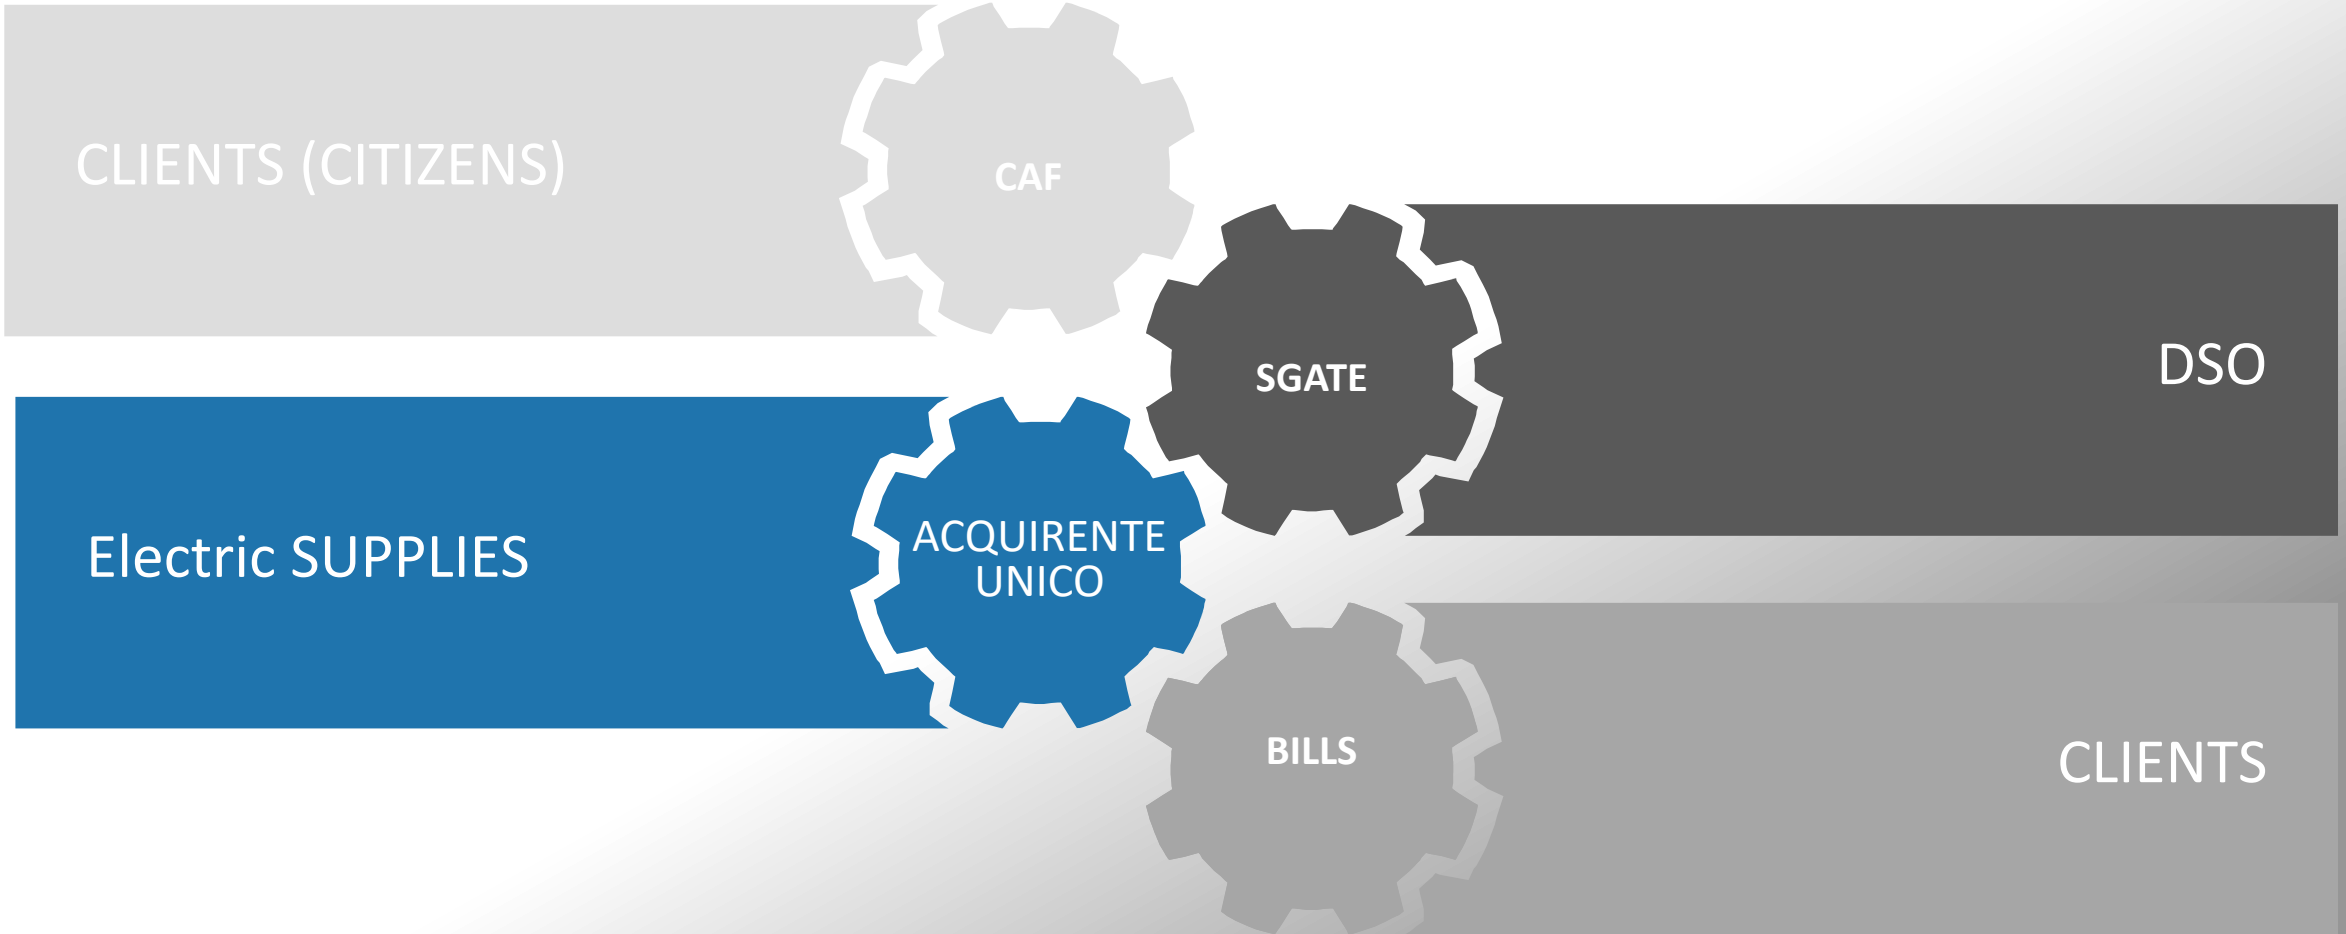 CLIENTS (CITIZENS)
CAF
SGATE
DSO
Electric SUPPLIES
ACQUIRENTE
UNICO
BILLS
CLIENTS